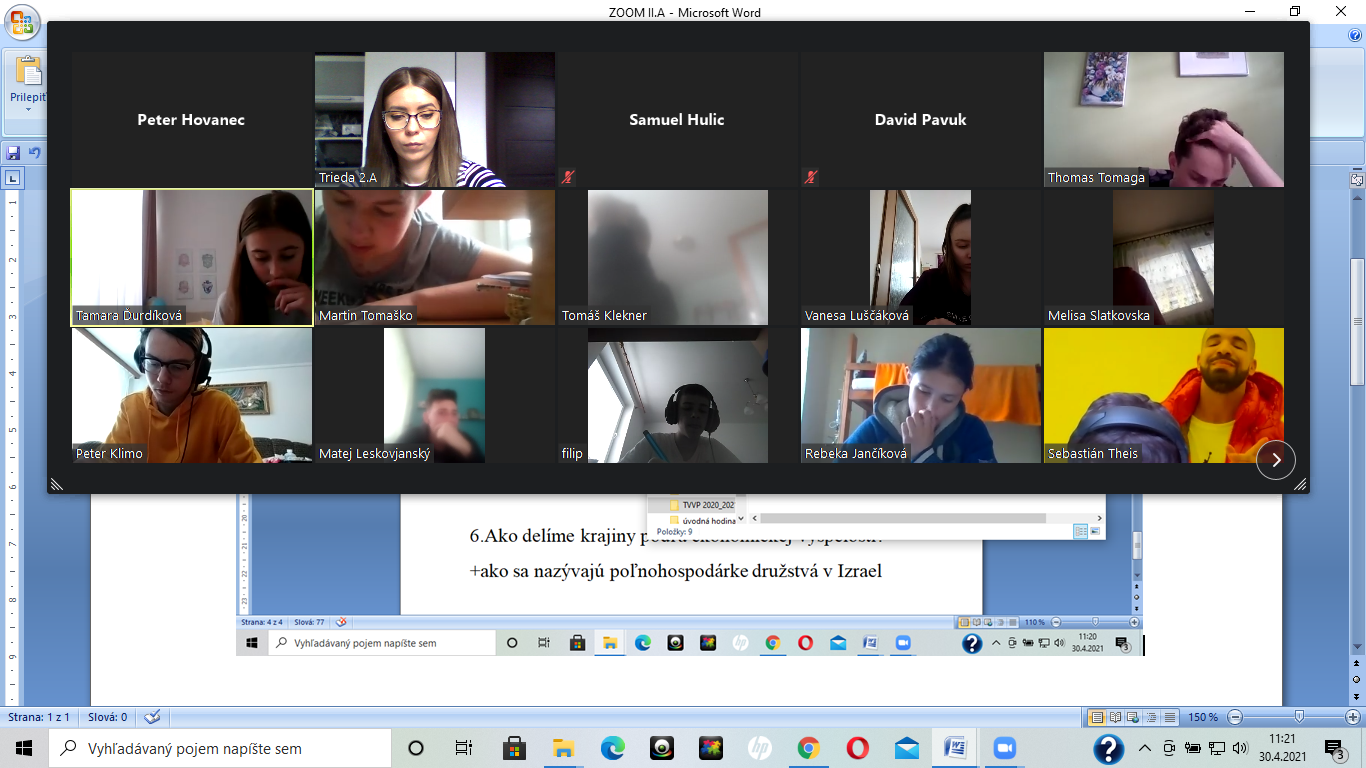 ZOOM II.A - Microsoft Word
Prilepiť
Peter Hovanec
Trieda 2.A
Samuel Hulic
David Pavuk
Thomas Tomaga
Tamara Ďurdíková
Martin Tomaško
Tomáš Klekner
Vanesa Luščáková
Melisa Slatkovska
Peter Klimo
Matej Leskovjanský
filip
Rebeka Jančíková
Sebastián Theis
TVVP 2020_202
úvodná hodina
Položky: 9
6.Ako delíme krajiny
+ako sa nazývajú poľnohospodárke družstvá v Izrael
Strana: 4 z 4 Slová: 77 110 %
Vyhľadávaný pojem napíšte sem
11:20
30.4.2021
3
Strana: 1 z 1 Slová: 0 150 %
Vyhľadávaný pojem napíšte sem
11:21
30.4.2021
3